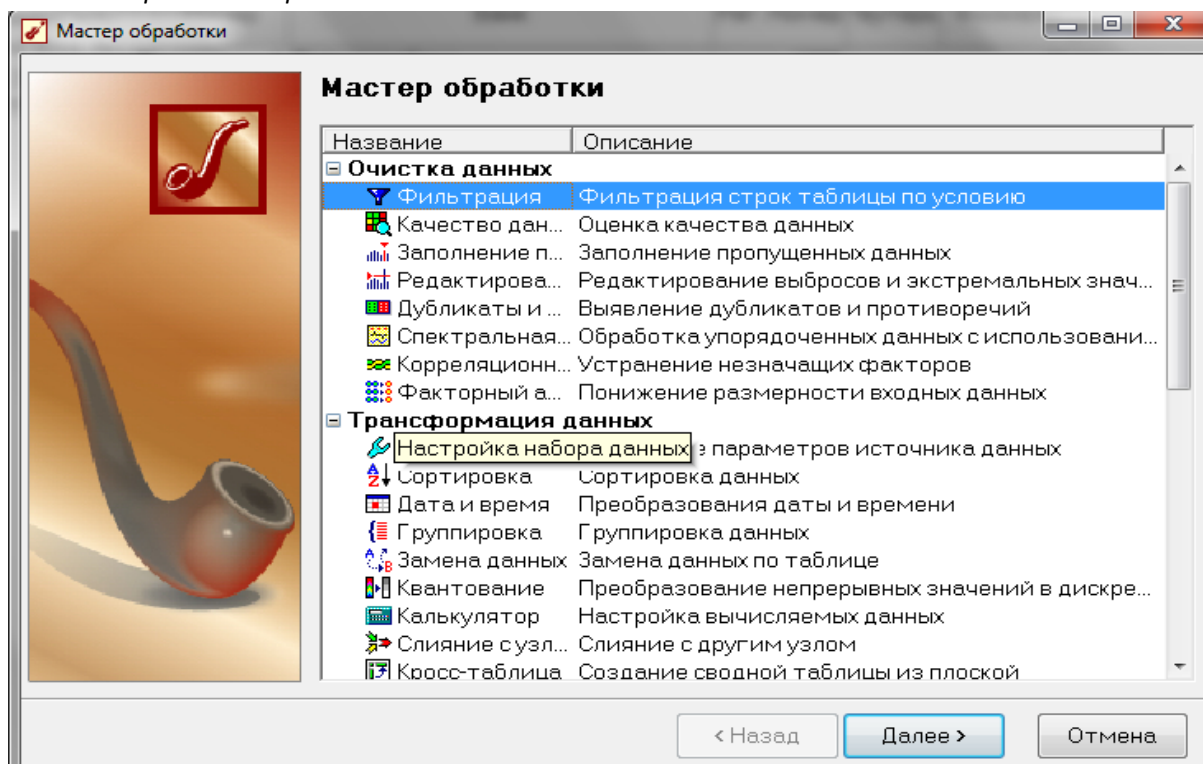 Мастер обработки
Мастер обработки
Название Описание
Очистка данных
Фильтрация Фильтрация строк таблицы по условию
Качество дан... Оценка качества данных
Заполнение п... Заполнение пропущенных данных
Редактирова... Редактирование выбросов и экстремальных знач...
Дубликаты и ... Выявление дубликатов и противоречий
Спектральная... Обработка упорядоченных данных с использовани...
Корреляционн... Устранение незначащих факторов
Факторный а... Понижение размерности входных данных
Трансформация данных
Настройка набора данных е параметров источника данных
Сортировка Сортировка данных
Дата и время Преобразования даты и времени
Группировка Группировка данных
Замена данных Замена данных по таблице
Квантование Преобразование непрерывных значений в дискре...
Калькулятор Настройка вычисляемых данных
Слияние с узл... Слияние с другим узлом
Кросс-таблица Создание сводной таблицы из плоской
< Назад Далее > Отмена